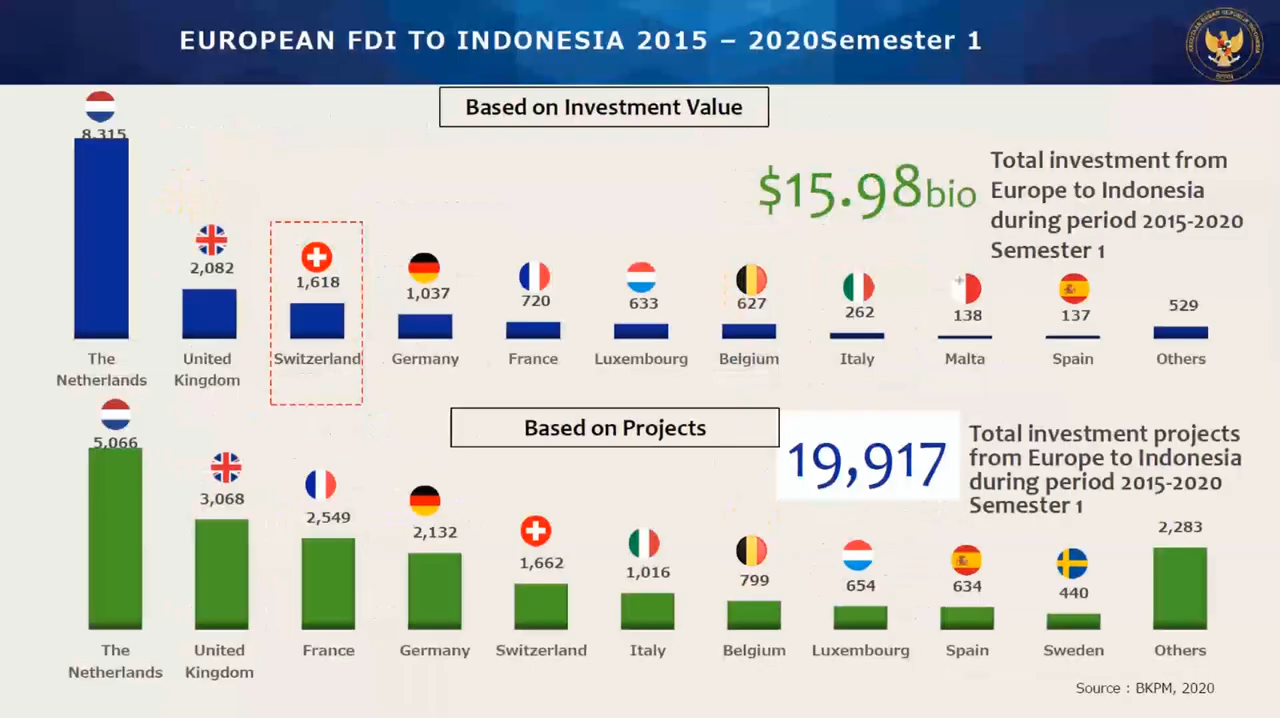 EUROPEAN FDI TO INDONESIA 2015 – 2020Semester 1
Based on Investment Value
$15.98bio
Total investment from
Europe to Indonesia
during period 2015-2020
Semester 1
8,315
2,082
1,618
1,037
720
633
627
262
138
137
529
The
Netherlands
United
Kingdom
Switzerland
Germany
France
Luxembourg
Belgium
Italy
Malta
Spain
Others
Based on Projects
19,917
Total investment projects
from Europe to Indonesia
during period 2015-2020
Semester 1
5,066
3,068
2,549
2,132
1,662
1,016
799
654
634
440
2,283
The
Netherlands
United
Kingdom
France
Germany
Switzerland
Italy
Belgium
Luxembourg
Spain
Sweden
Others
Source : BKPM, 2020